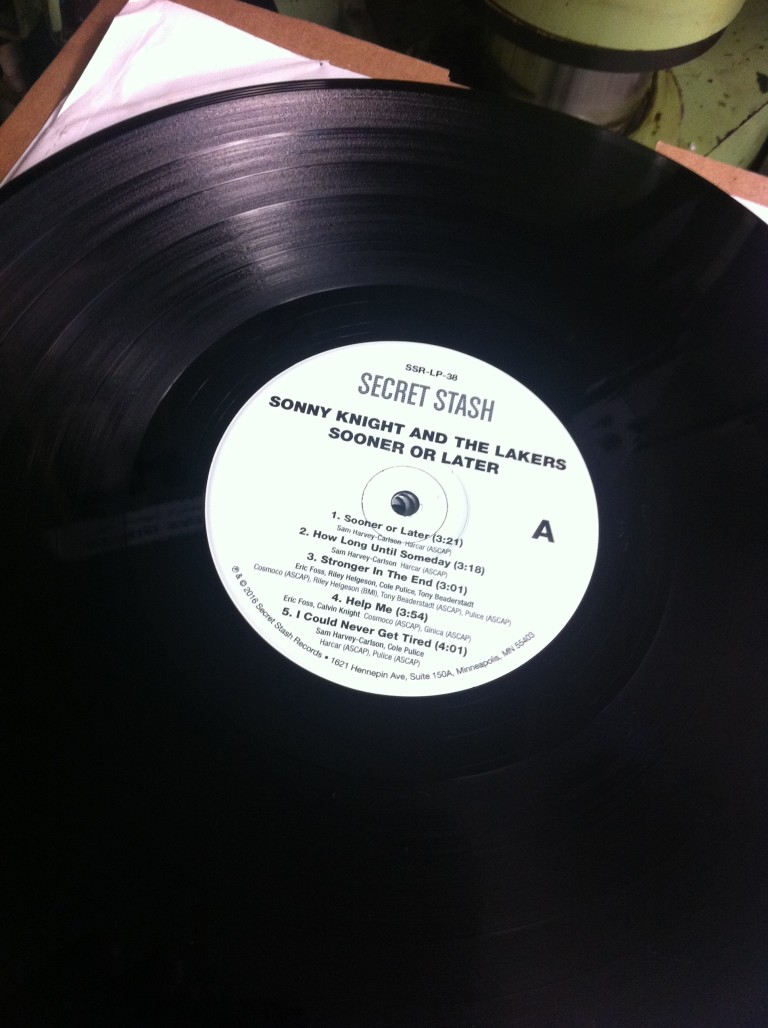 SSR-LP-38
SECRET STASH
SONNY KNIGHT AND THE LAKERS
SOONER OR LATER
A
1. Sooner or Later (3:21)
Sam Harvey-Carlson Harcar (ASCAP)
2. How Long Until Someday (3:18)
Sam Harvey-Carlson Harcar (ASCAP)
3. Stronger In The End (3:01)
Eric Foss, Riley Helgeson, Cole Pulice, Tony Beaderstadt
Cosmoco (ASCAP), Riley Helgeson (BMI), Tony Beaderstadt (ASCAP), Pulice (ASCAP)
4. Help Me (3:54)
Eric Foss, Calvin Knight Cosmoco (ASCAP), Ginica (ASCAP)
5. I Could Never Get Tired (4:01)
Sam Harvey-Carlson, Cole Pulice
Harcar (ASCAP), Pulice (ASCAP)
℗ & © 2016 Secret Stash Records • 1621 Hennepin Ave, Suite 150A, Minneapolis, MN 55403